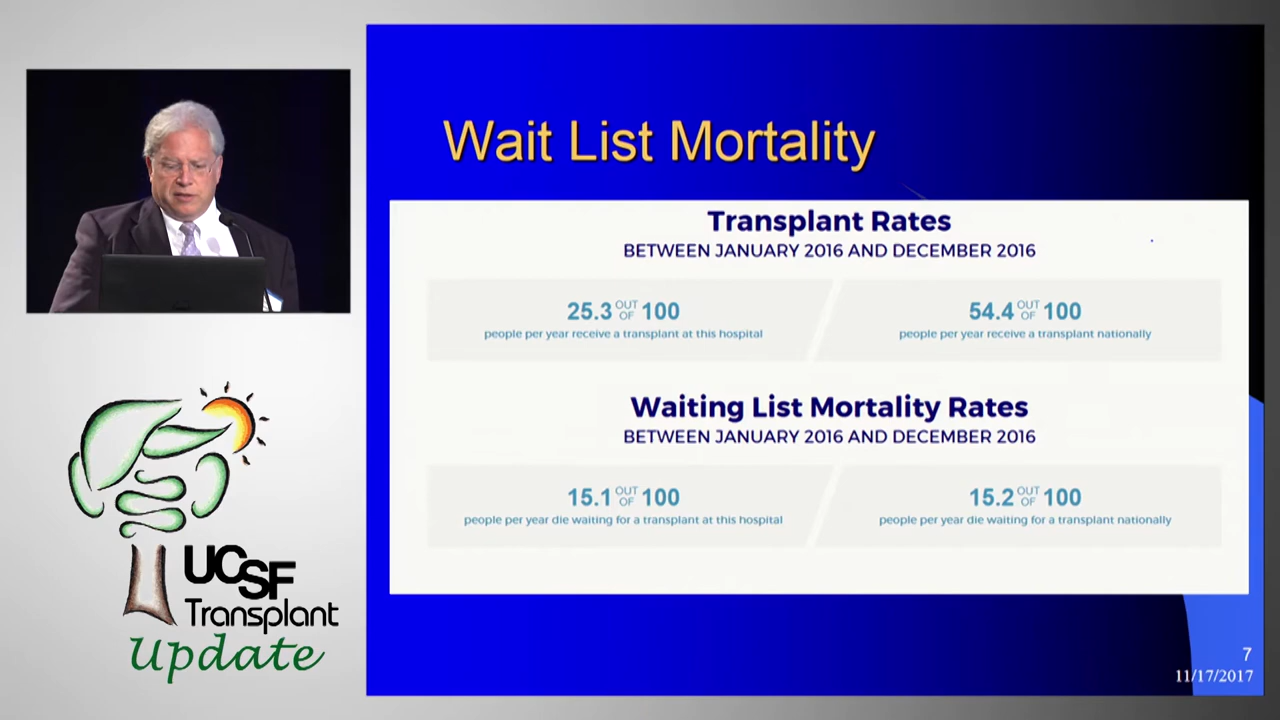 Wait List Mortality
Transplant Rates
BETWEEN JANUARY 2016 AND DECEMBER 2016
25.3 OUT OF 100
people per year receive a transplant at this hospital
54.4 OUT OF 100
people per year receive a transplant nationally
Waiting List Mortality Rates
BETWEEN JANUARY 2016 AND DECEMBER 2016
15.1 OUT OF 100
people per year die waiting for a transplant at this hospital
15.2 OUT OF 100
people per year die waiting for a transplant nationally
7
11/17/2017
UCSF
Transplant
Update